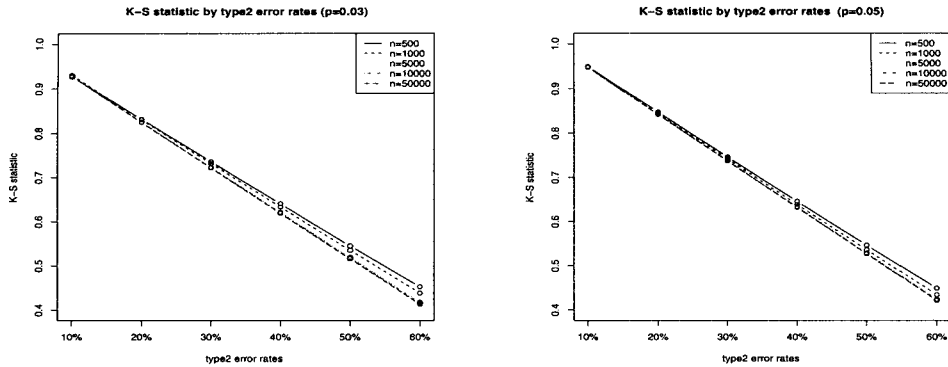 K-S statistic by type2 error rates (p=0.03)
K-S statistic
1.0
0.9
0.8
0.7
0.6
0.5
0.4
n=500
n=1000
n=5000
n=10000
n=50000
10%
20%
30%
40%
50%
60%
type2 error rates
K-S statistic by type2 error rates (p=0.05)
K-S statistic
1.0
0.9
0.8
0.7
0.6
0.5
0.4
n=500
n=1000
n=5000
n=10000
n=50000
10%
20%
30%
40%
50%
60%
type2 error rates